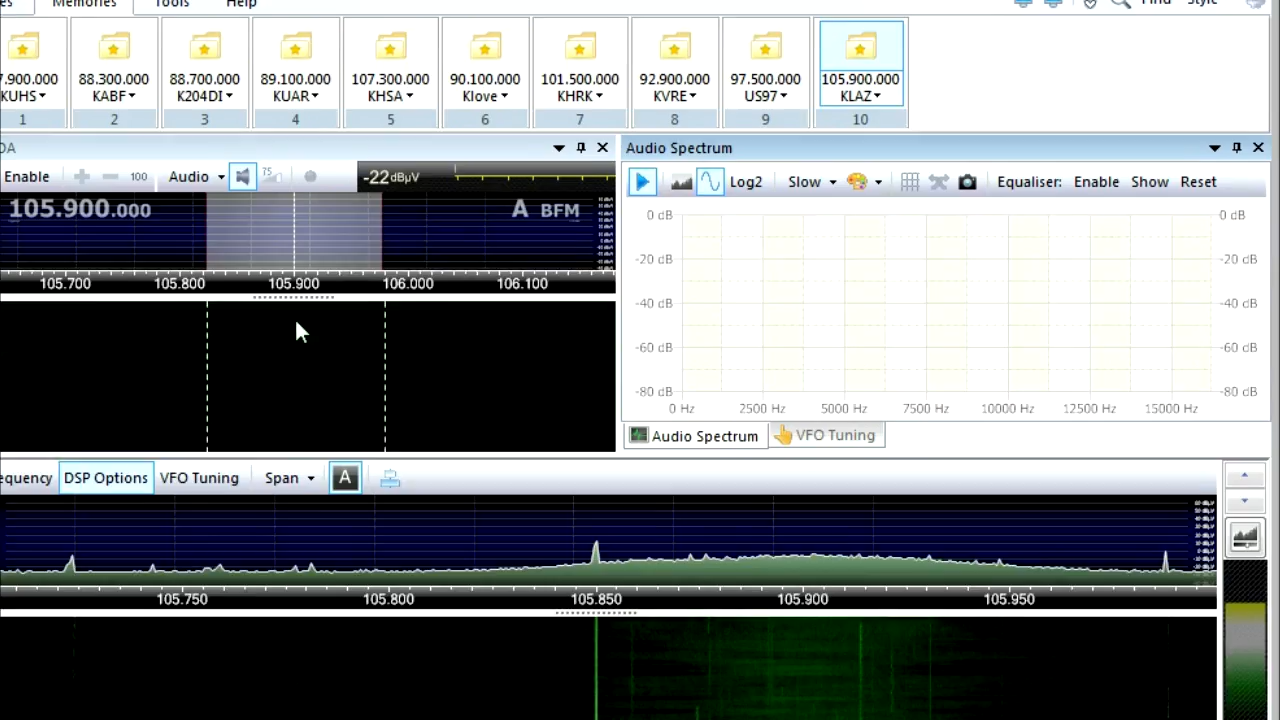 es Memories Tools Help Find Style
7.900.000 88.300.000 88.700.000 89.100.000 107.300.000 90.100.000 101.500.000 92.900.000 97.500.000 105.900.000
KUHS KABF K204DI KUAR KHSA Klove KHRK KVRE US97 KLAZ
1 2 3 4 5 6 7 8 9 10
DA
Enable 100 Audio 75 -22dBµV
105.900.000 A BFM
105.700 105.800 105.900 106.000 106.100
Audio Spectrum
Log2 Slow Equaliser: Enable Show Reset
0 dB 0 dB
-20 dB -20 dB
-40 dB -40 dB
-60 dB -60 dB
-80 dB -80 dB
0 Hz 2500 Hz 5000 Hz 7500 Hz 10000 Hz 12500 Hz 15000 Hz
Audio Spectrum VFO Tuning
equency DSP Options VFO Tuning Span A
105.750 105.800 105.850 105.900 105.950